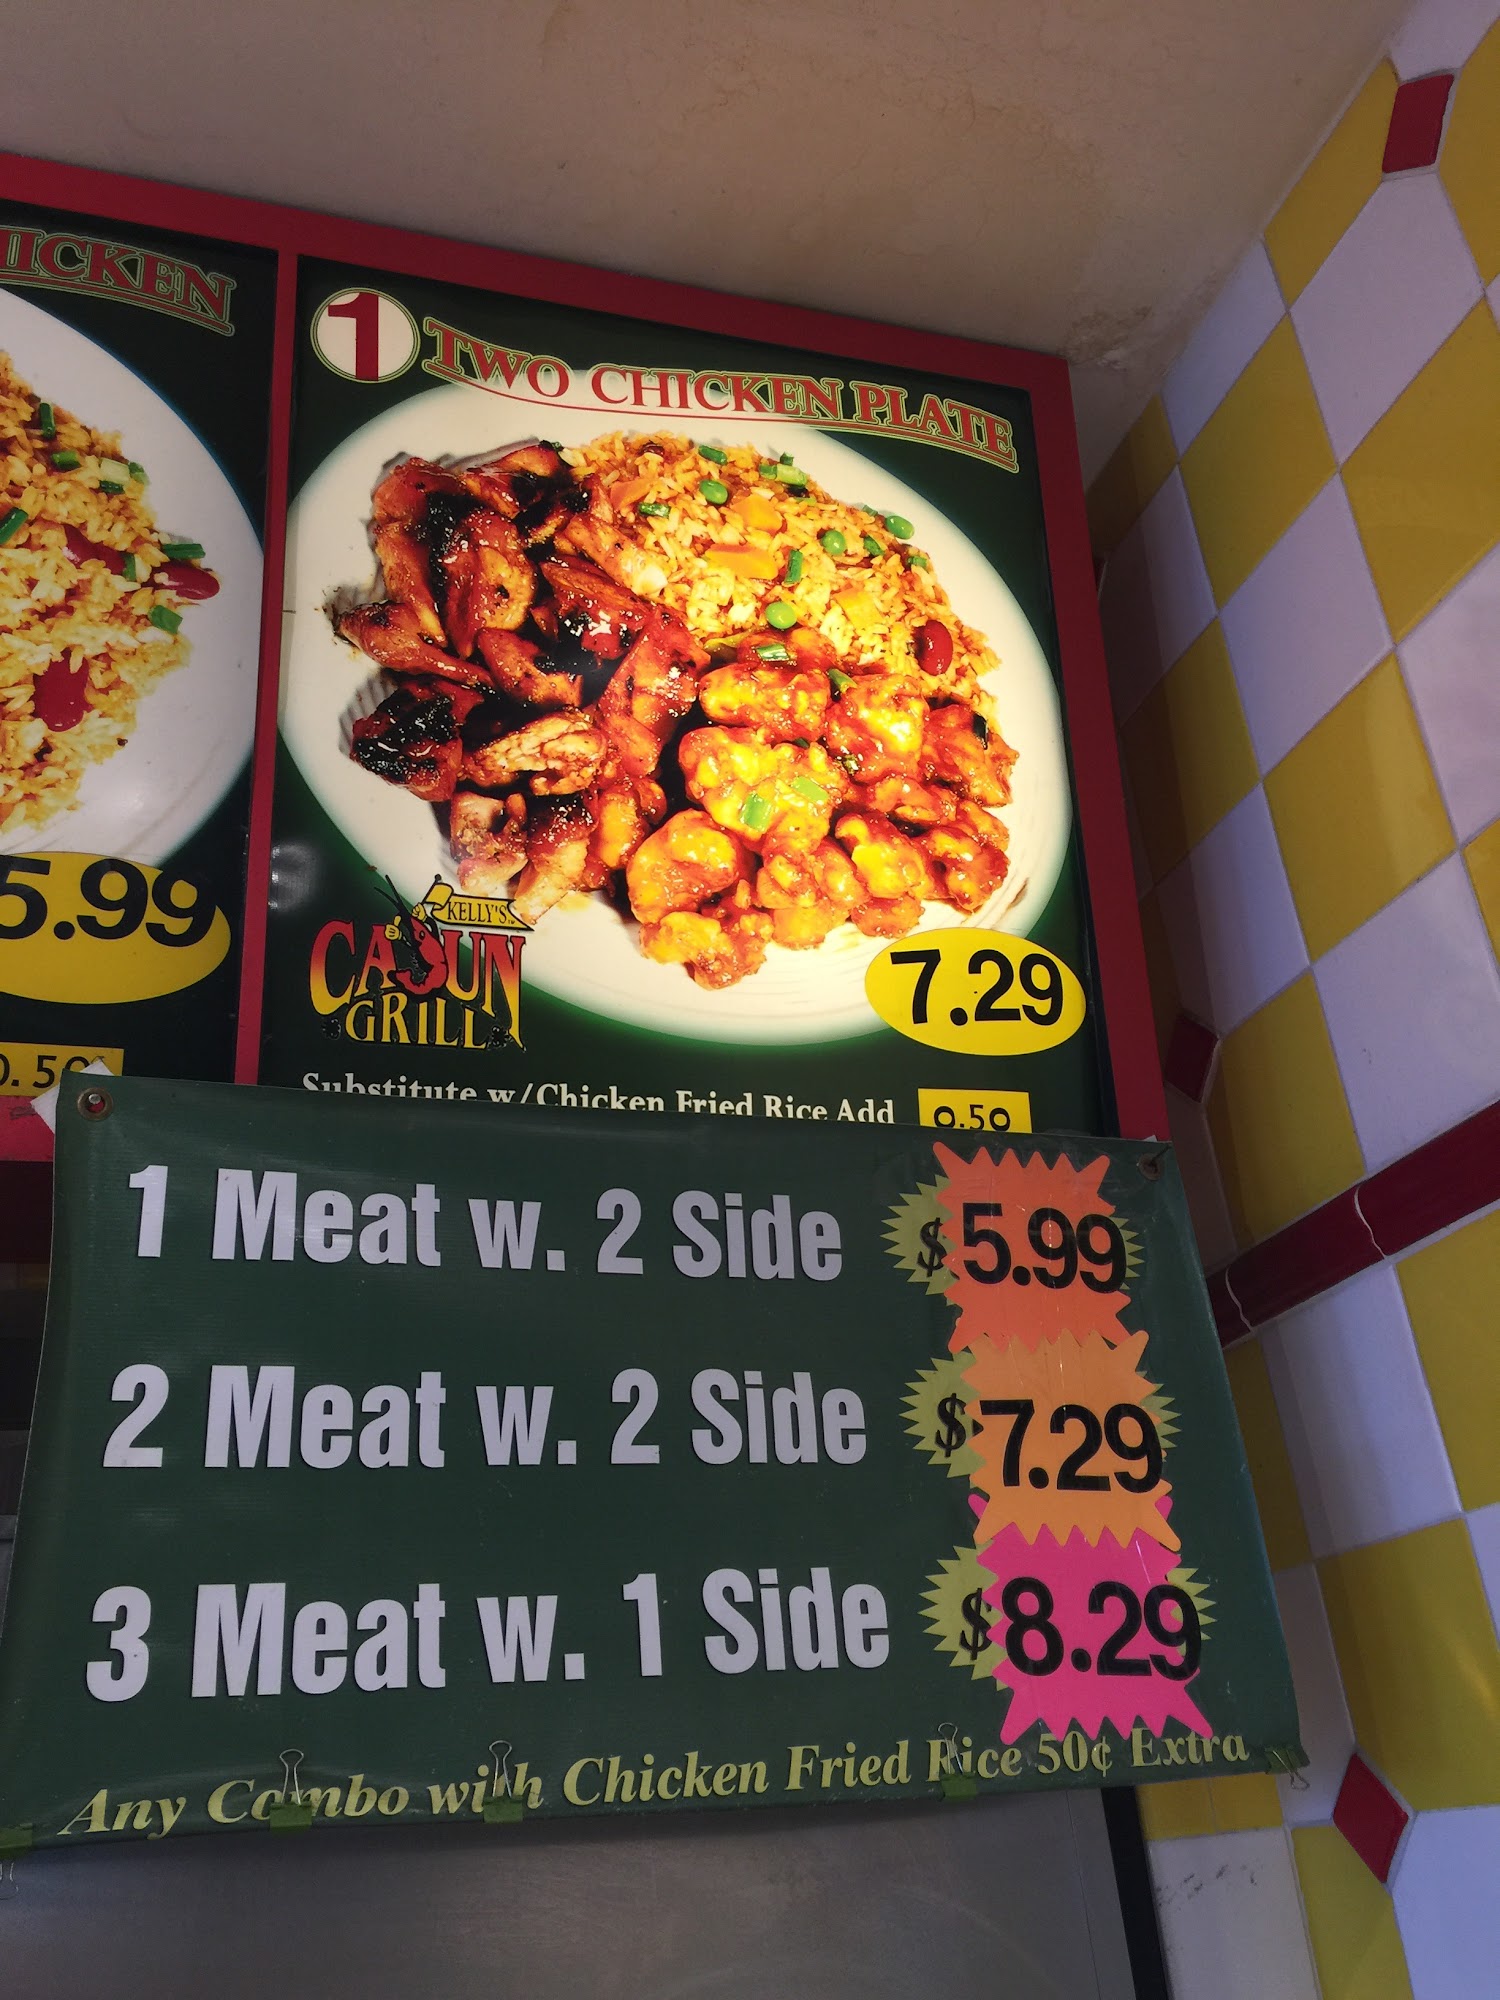 1 TWO CHICKEN PLATE
5.99
KELLY'S
CAJUN
GRILL
7.29
Substitute w/Chicken Fried Rice Add 0.50
1 Meat w. 2 Side $5.99
2 Meat w. 2 Side $7.29
3 Meat w. 1 Side $8.29
Any Combo with Chicken Fried Rice 50¢ Extra